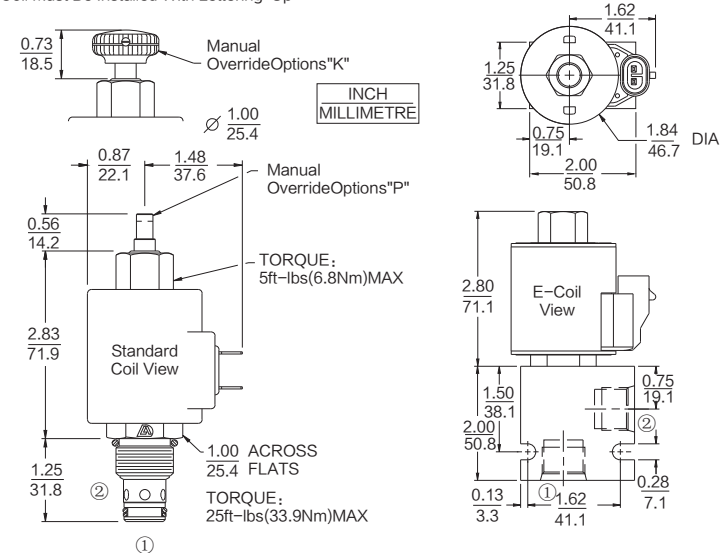 Coil Must Be Installed With Lettering "Up"
0.73
18.5
Manual
OverrideOptions"K"
INCH
MILLIMETRE
⌀ 1.00
25.4
0.87
22.1
1.48
37.6
Manual
OverrideOptions"P"
0.56
14.2
TORQUE:
5ft-lbs(6.8Nm)MAX
2.83
71.9
Standard
Coil View
1.00 ACROSS
25.4 FLATS
1.25
31.8
②
TORQUE:
25ft-lbs(33.9Nm)MAX
①
1.62
41.1
1.25
31.8
0.75
19.1
1.84 DIA
46.7
2.00
50.8
2.80
71.1
E-Coil
View
1.50
38.1
0.75
19.1
②
2.00
50.8
0.13
3.3
①
1.62
41.1
0.28
7.1